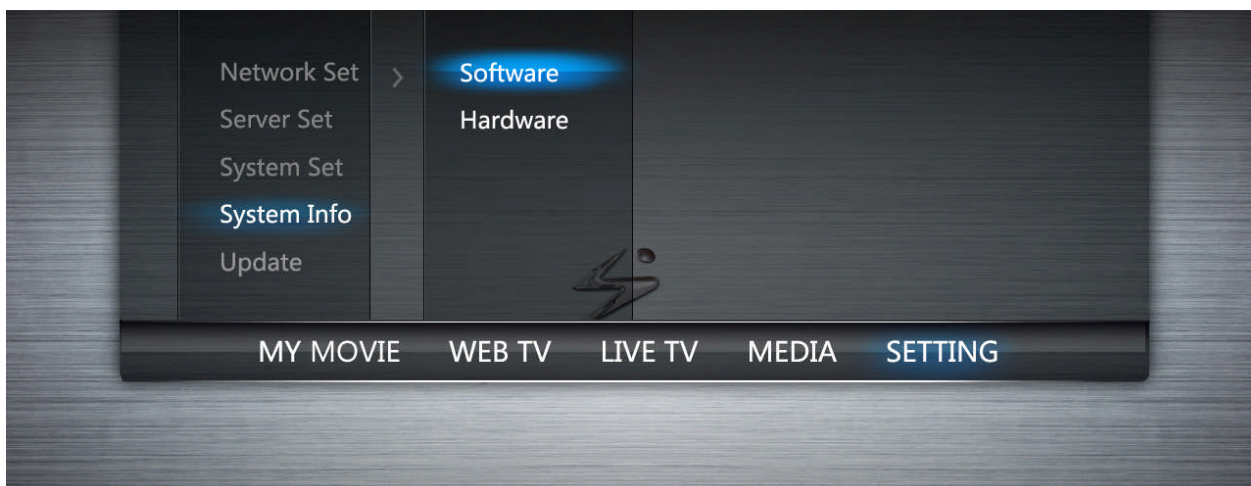 Network Set
Server Set
System Set
System Info
Update
Software
Hardware
MY MOVIE WEB TV LIVE TV MEDIA SETTING